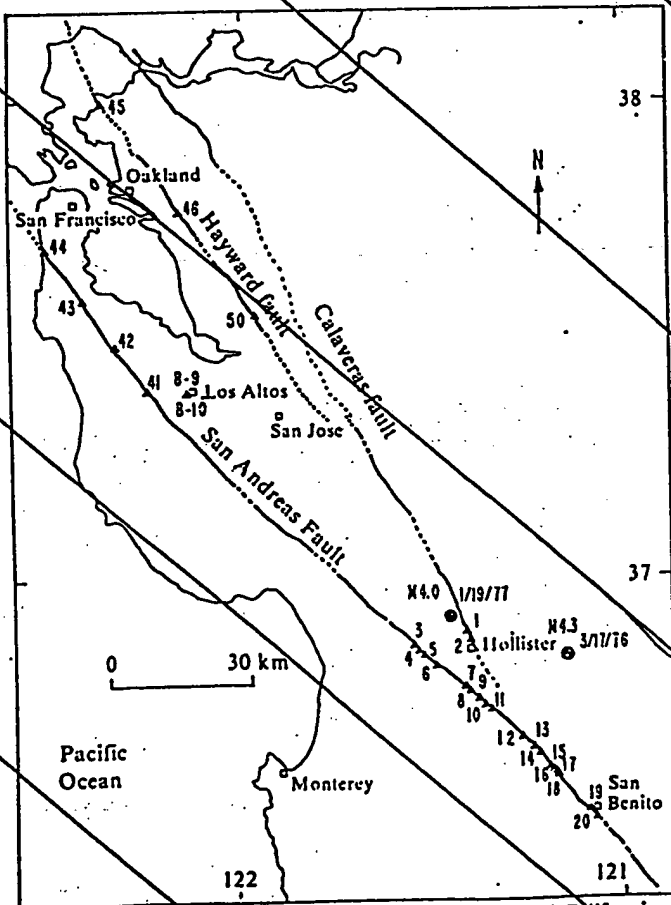 38
45
N
Oakland
San Francisco
46
44
Hayward fault
50
Calaveras fault
43
42
41
8-9
Los Altos
8-10
San Jose
San Andreas Fault
37
M4.0 1/19/77
1
M4.3
3/17/76
2 Hollister
3
4 5
6
7
8 9
10 11
0 30 km
12 13
14 15
16 17
18
Pacific
Ocean
Monterey
19 San
Benito
20
122
121